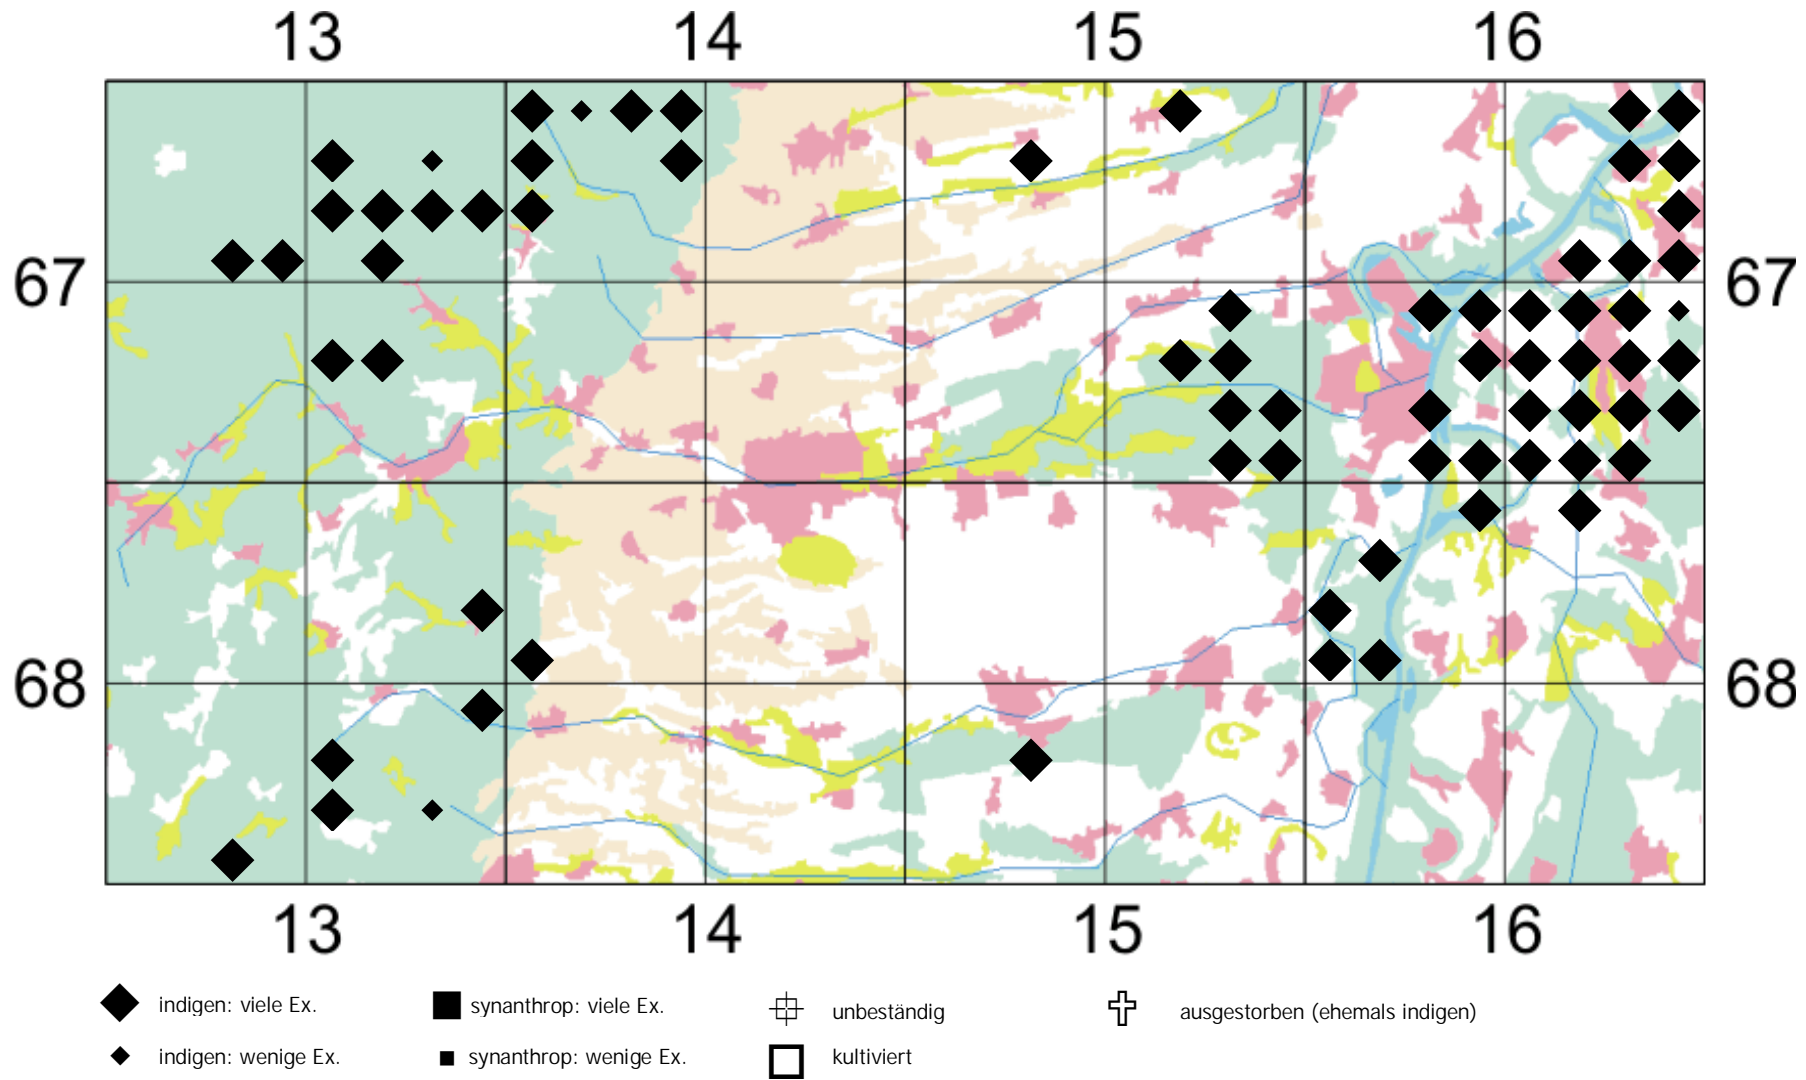 13 14 15 16
67 67
68 68
13 14 15 16
indigen: viele Ex. synanthrop: viele Ex. unbeständig ausgestorben (ehemals indigen)
indigen: wenige Ex. synanthrop: wenige Ex. kultiviert